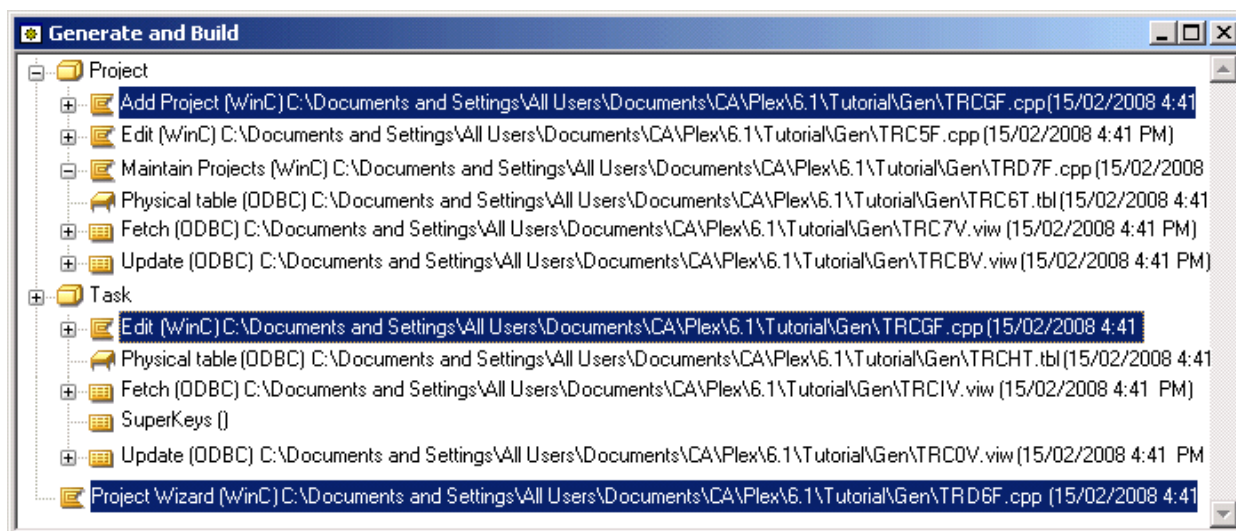 Generate and Build
Project
Add Project (WinC) C:\Documents and Settings\All Users\Documents\CA\Plex\6.1\Tutorial\Gen\TRCGF.cpp(15/02/2008 4:41
Edit (WinC) C:\Documents and Settings\All Users\Documents\CA\Plex\6.1\Tutorial\Gen\TRC5F.cpp (15/02/2008 4:41 PM)
Maintain Projects (WinC) C:\Documents and Settings\All Users\Documents\CA\Plex\6.1\Tutorial\Gen\TRD7F.cpp (15/02/2008
Physical table (ODBC) C:\Documents and Settings\All Users\Documents\CA\Plex\6.1\Tutorial\Gen\TRC6T.tbl(15/02/2008 4:41
Fetch (ODBC) C:\Documents and Settings\All Users\Documents\CA\Plex\6.1\Tutorial\Gen\TRC7V.viw (15/02/2008 4:41 PM)
Update (ODBC) C:\Documents and Settings\All Users\Documents\CA\Plex\6.1\Tutorial\Gen\TRCBV.viw (15/02/2008 4:41 PM)
Task
Edit (WinC) C:\Documents and Settings\All Users\Documents\CA\Plex\6.1\Tutorial\Gen\TRCGF.cpp(15/02/2008 4:41
Physical table (ODBC) C:\Documents and Settings\All Users\Documents\CA\Plex\6.1\Tutorial\Gen\TRCHT.tbl(15/02/2008 4:41
Fetch (ODBC) C:\Documents and Settings\All Users\Documents\CA\Plex\6.1\Tutorial\Gen\TRCIV.viw (15/02/2008 4:41 PM)
SuperKeys ()
Update (ODBC) C:\Documents and Settings\All Users\Documents\CA\Plex\6.1\Tutorial\Gen\TRC0V.viw (15/02/2008 4:41 PM
Project Wizard (WinC) C:\Documents and Settings\All Users\Documents\CA\Plex\6.1\Tutorial\Gen\TRD6F.cpp (15/02/2008 4:41